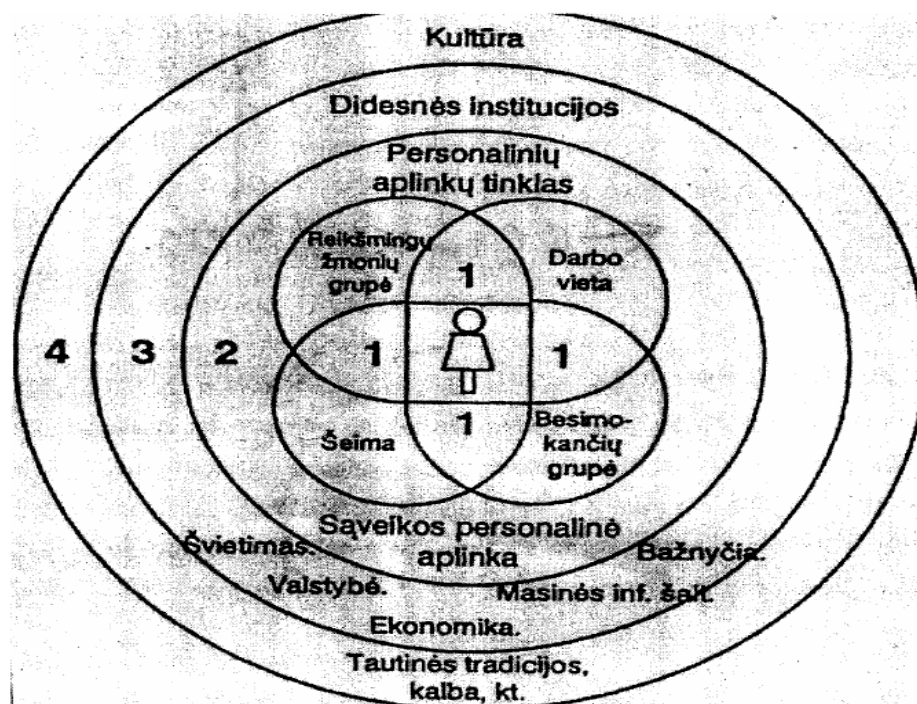 Kultūra
Didesnės institucijos
Personalinių
aplinkų tinklas
Reikšmingų
žmonių
grupė
1
Darbo
vieta
4
3
2
1
1
Šeima
1
Besimo-
kančių
grupė
Sąveikos personalinė
aplinka
Švietimas.
Bažnyčia.
Valstybė.
Masinės inf. šalt.
Ekonomika.
Tautinės tradicijos,
kalba, kt.